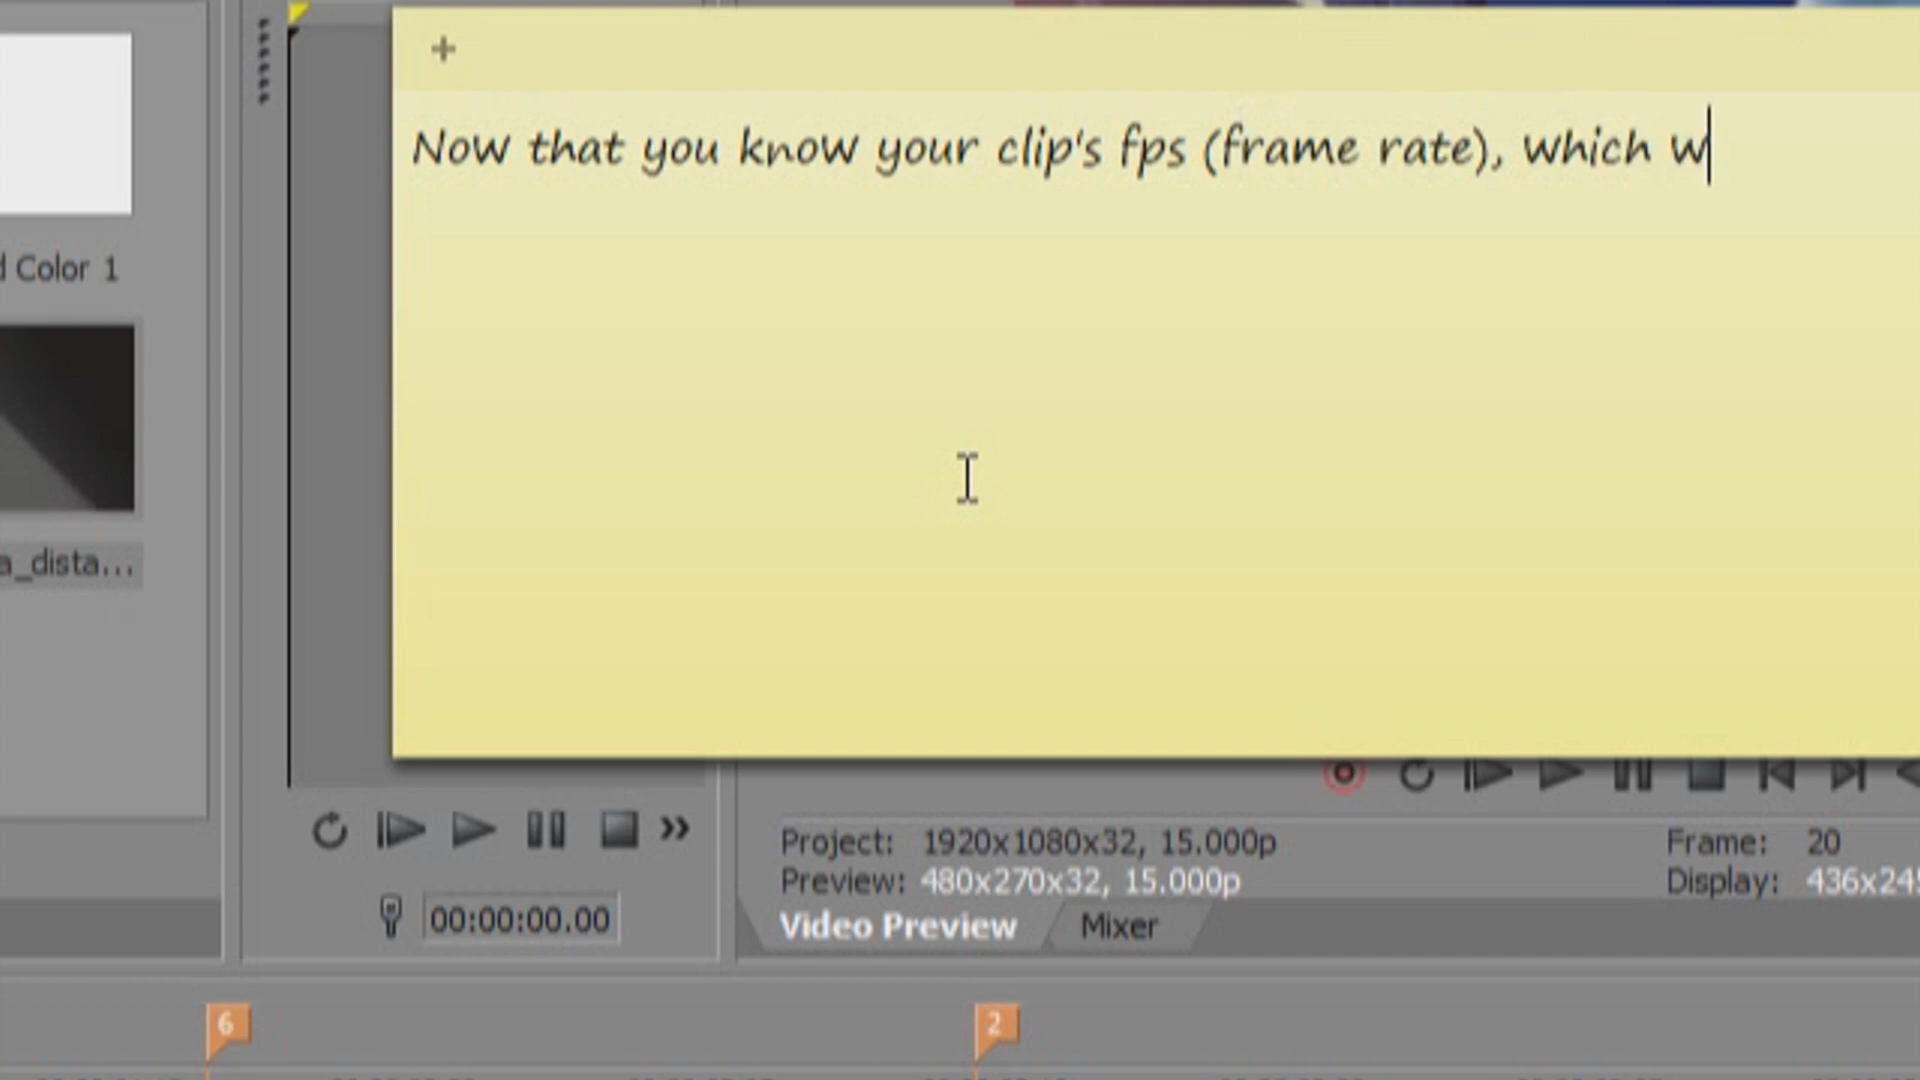 +
Now that you know your clip's fps (frame rate), which w
d Color 1
a_dista...
Project: 1920x1080x32, 15.000p
Frame: 20
Preview: 480x270x32, 15.000p
Display: 436x245
00:00:00.00
Video Preview
Mixer
6
2